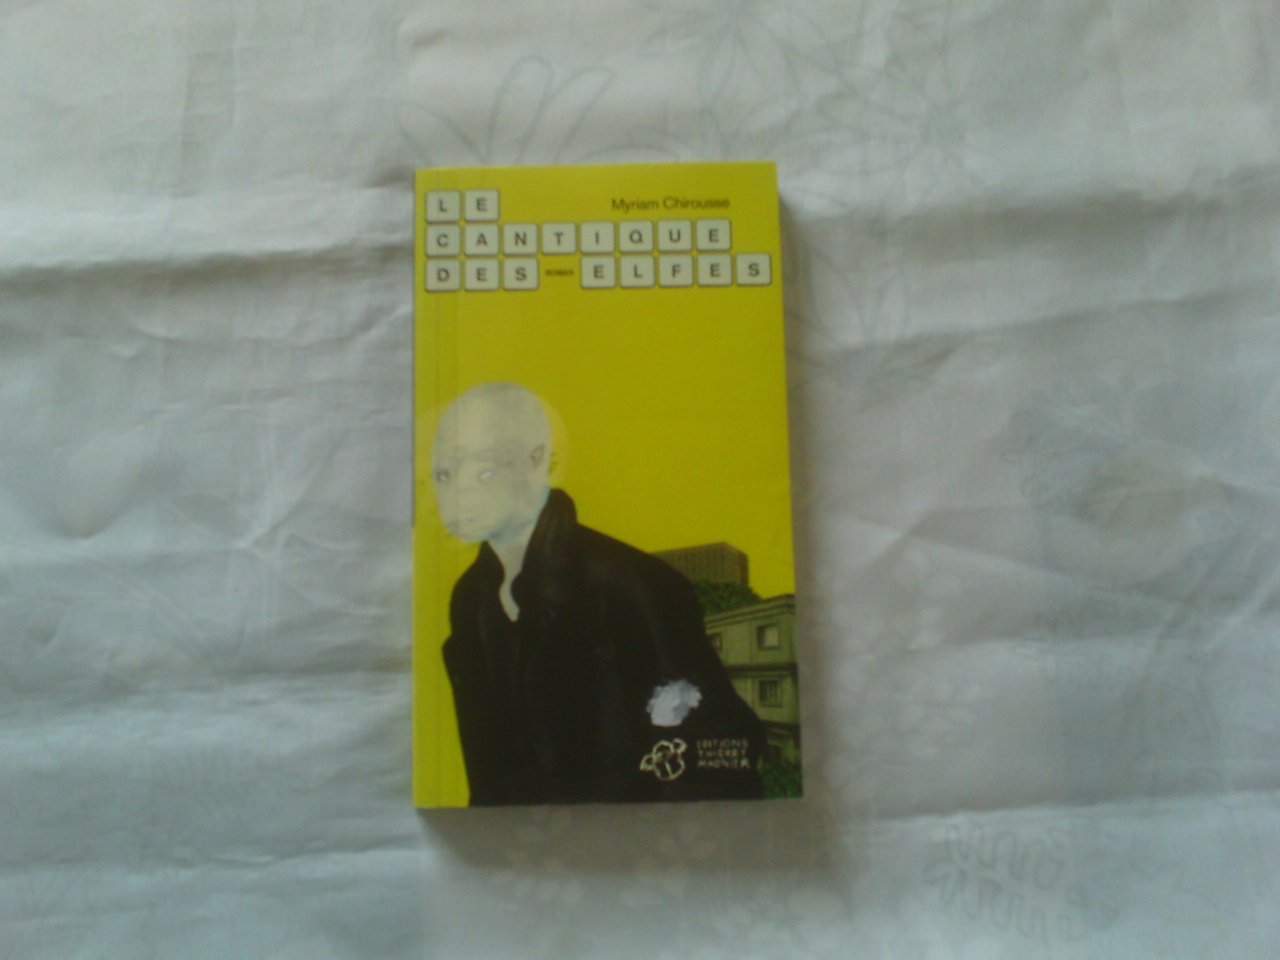 LE
Myriam Chirousse
CANTIQUE
DES ROMAN ELFES
EDITIONS
THIERRY
MAGNIER